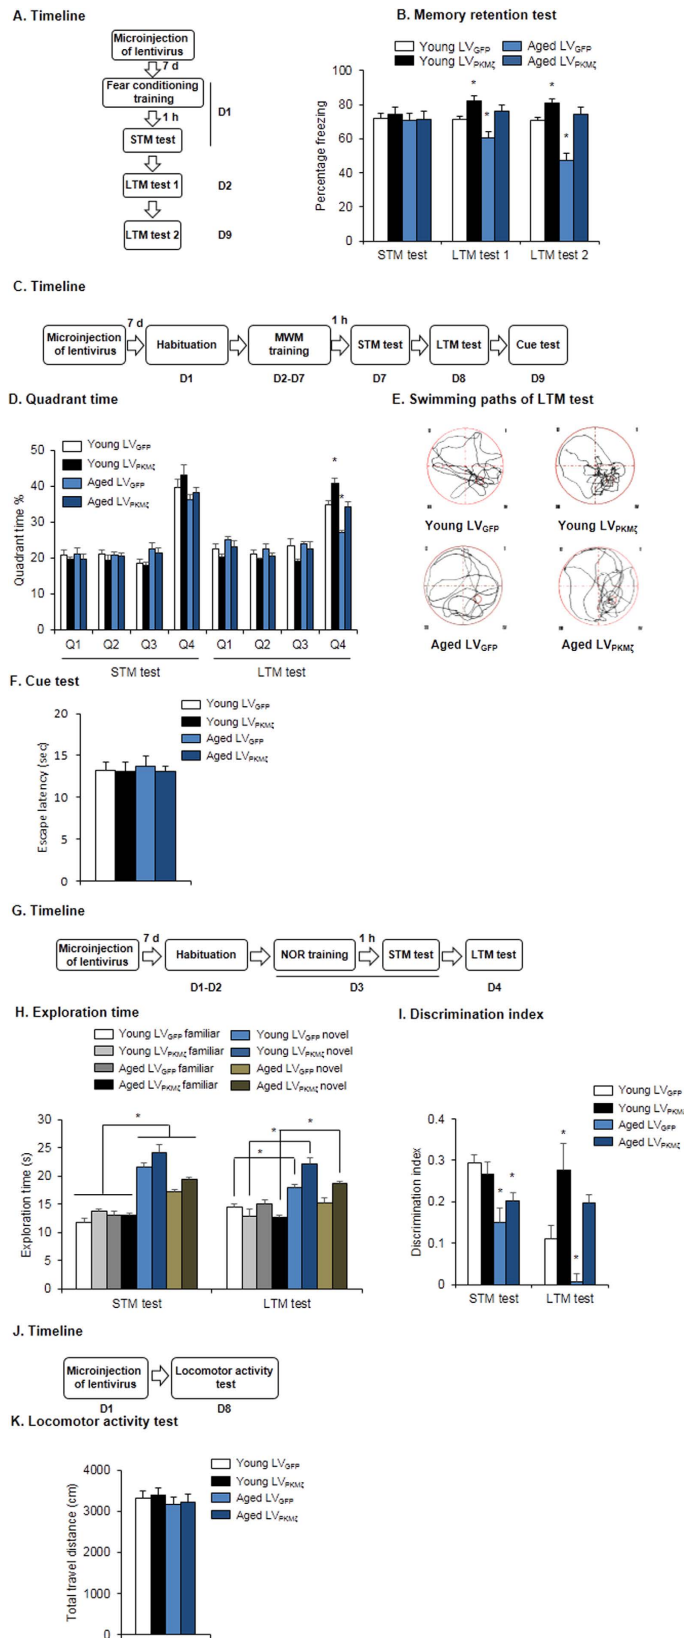 A. Timeline
Microinjection
of lentivirus
7 d
Fear conditioning
training
1 h
STM test
D1
LTM test 1
D2
LTM test 2
D9
B. Memory retention test
Young LVGFP
Aged LVGFP
Young LVPKMζ
Aged LVPKMζ
Percentage freezing
100
80
60
40
20
0
*
*
*
*
STM test
LTM test 1
LTM test 2
C. Timeline
Microinjection
of lentivirus
7 d
Habituation
MWM
training
1 h
STM test
LTM test
Cue test
D1
D2-D7
D7
D8
D9
D. Quadrant time
Young LVGFP
Young LVPKMζ
Aged LVGFP
Aged LVPKMζ
Quadrant time %
50
40
30
20
10
0
*
*
Q1
Q2
Q3
Q4
Q1
Q2
Q3
Q4
STM test
LTM test
E. Swimming paths of LTM test
Young LVGFP
Young LVPKMζ
Aged LVGFP
Aged LVPKMζ
F. Cue test
Young LVGFP
Young LVPKMζ
Aged LVGFP
Aged LVPKMζ
Escape latency (sec)
20
15
10
5
0
G. Timeline
Microinjection
of lentivirus
7 d
Habituation
NOR training
1 h
STM test
LTM test
D1-D2
D3
D4
H. Exploration time
Young LVGFP familiar
Young LVGFP novel
Young LVPKMζ familiar
Young LVPKMζ novel
Aged LVGFP familiar
Aged LVGFP novel
Aged LVPKMζ familiar
Aged LVPKMζ novel
Exploration time (s)
30
25
20
15
10
5
0
*
*
*
*
STM test
LTM test
I. Discrimination index
Young LVGFP
Young LVPKM
Aged LVGFP
Aged LVPKMζ
Discrimination index
0.4
0.3
0.2
0.1
0
*
*
*
*
STM test
LTM test
J. Timeline
Microinjection
of lentivirus
Locomotor activity
test
D1
D8
K. Locomotor activity test
Young LVGFP
Young LVPKMζ
Aged LVGFP
Aged LVPKMζ
Total travel distance (cm)
4000
3000
2000
1000
0